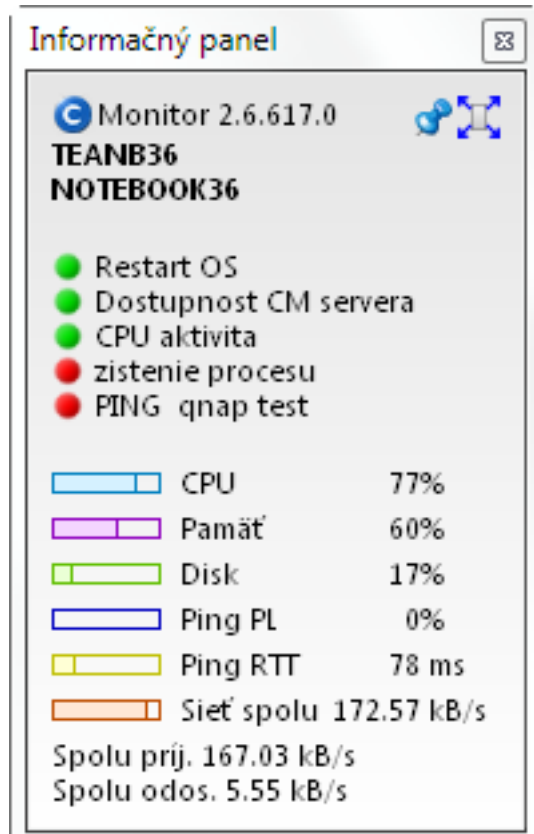 Informačný panel
C Monitor 2.6.617.0
TEANB36
NOTEBOOK36
Restart OS
Dostupnost CM servera
CPU aktivita
zistenie procesu
PING qnap test
CPU 77%
Pamäť 60%
Disk 17%
Ping PL 0%
Ping RTT 78 ms
Sieť spolu 172.57 kB/s
Spolu príj. 167.03 kB/s
Spolu odos. 5.55 kB/s